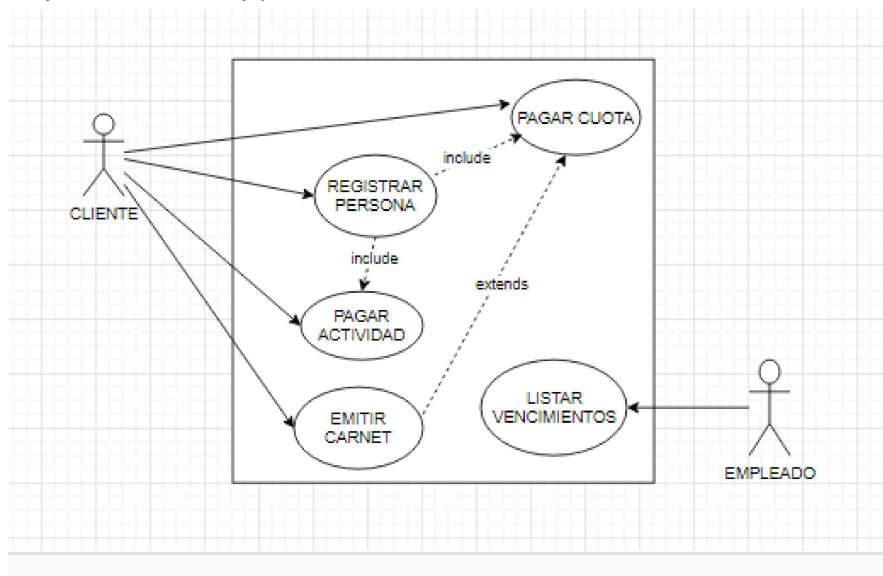 PAGAR CUOTA
include
REGISTRAR
PERSONA
CLIENTE
include
extends
PAGAR
ACTIVIDAD
LISTAR
VENCIMIENTOS
EMITIR
CARNET
EMPLEADO